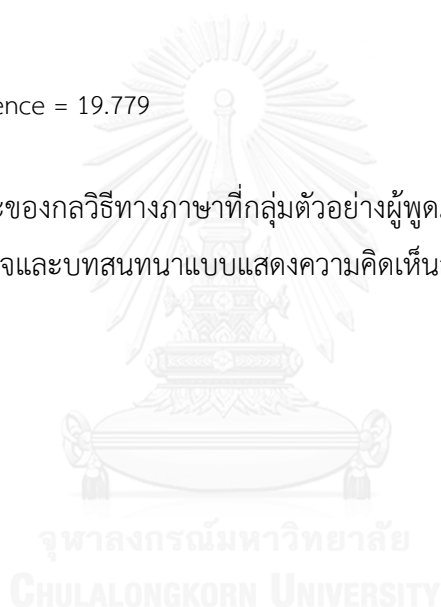 ence = 19.779
ะของกลวิธีทางภาษาที่กลุ่มตัวอย่างผู้พูด
จและบทสนทนาแบบแสดงความคิดเห็น
จุฬาลงกรณ์มหาวิทยาลัย
CHULALONGKORN UNIVERSITY